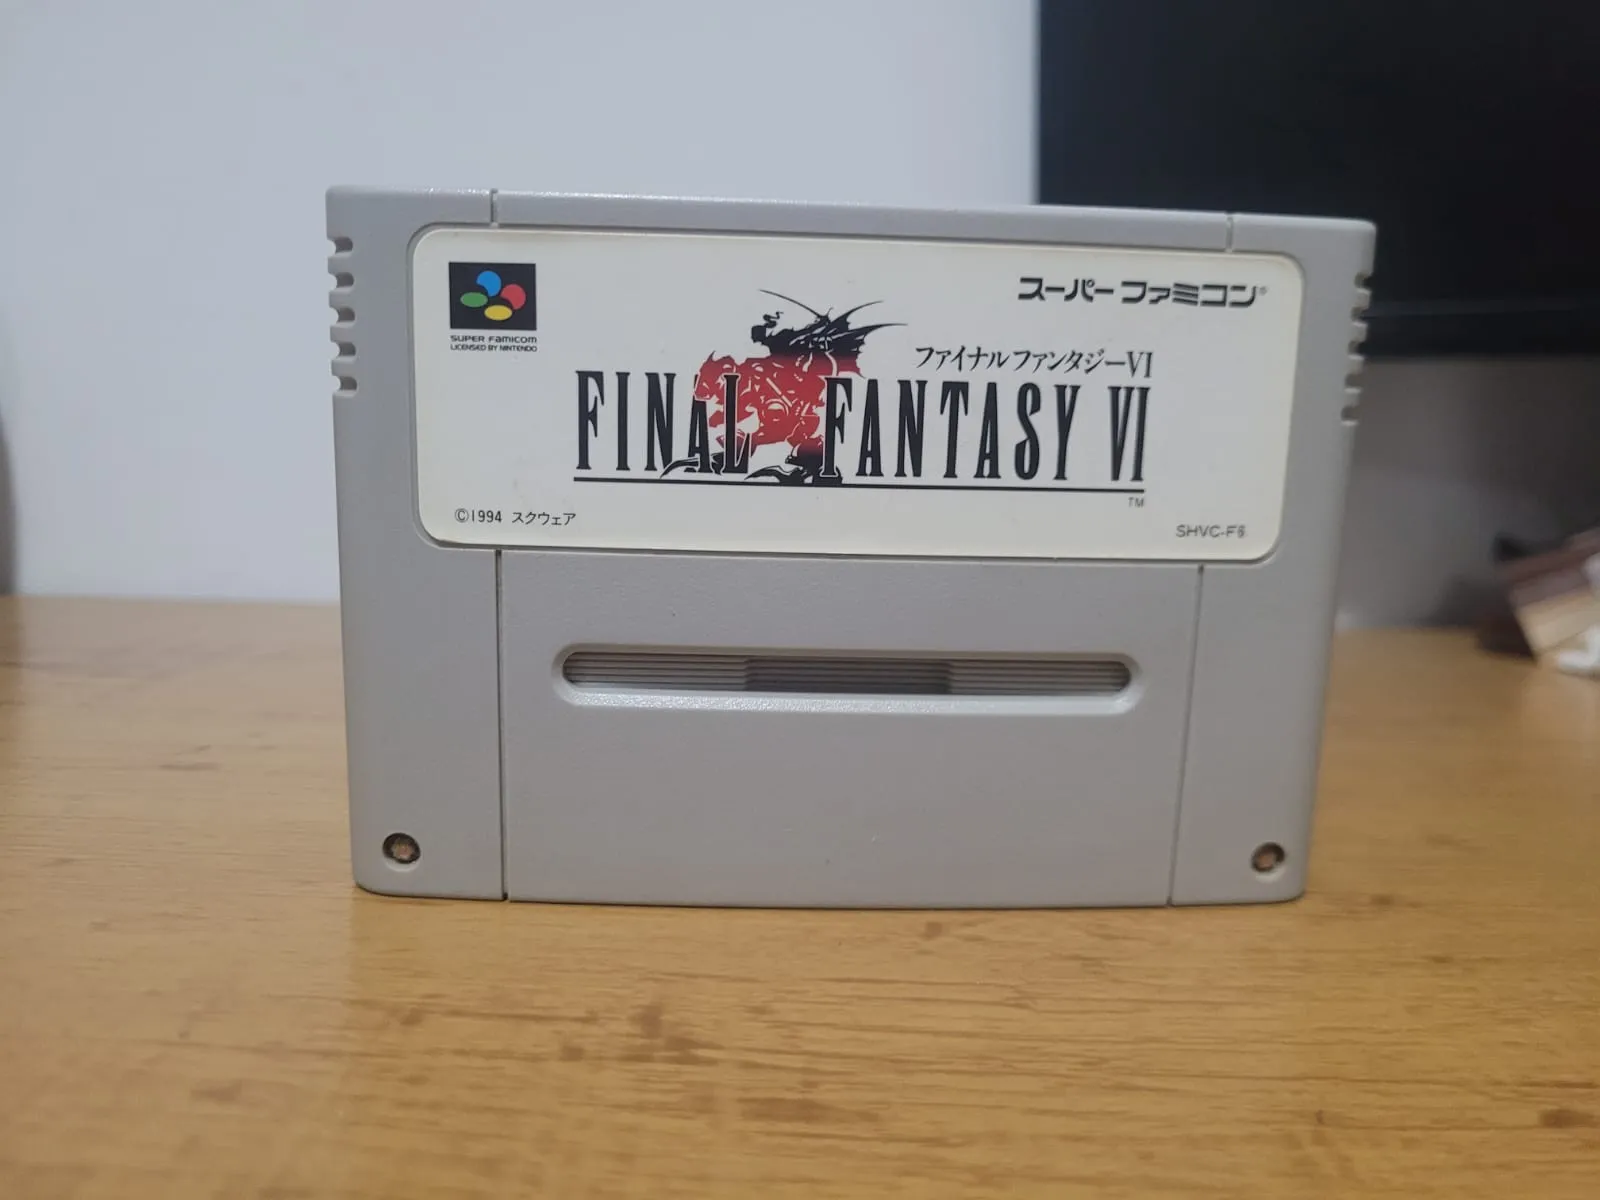 SUPER FAMICOM
LICENSED BY NINTENDO
スーパーファミコン®
ファイナルファンタジーVI
FINAL FANTASY VI
TM
©1994 スクウェア
SHVC-F6